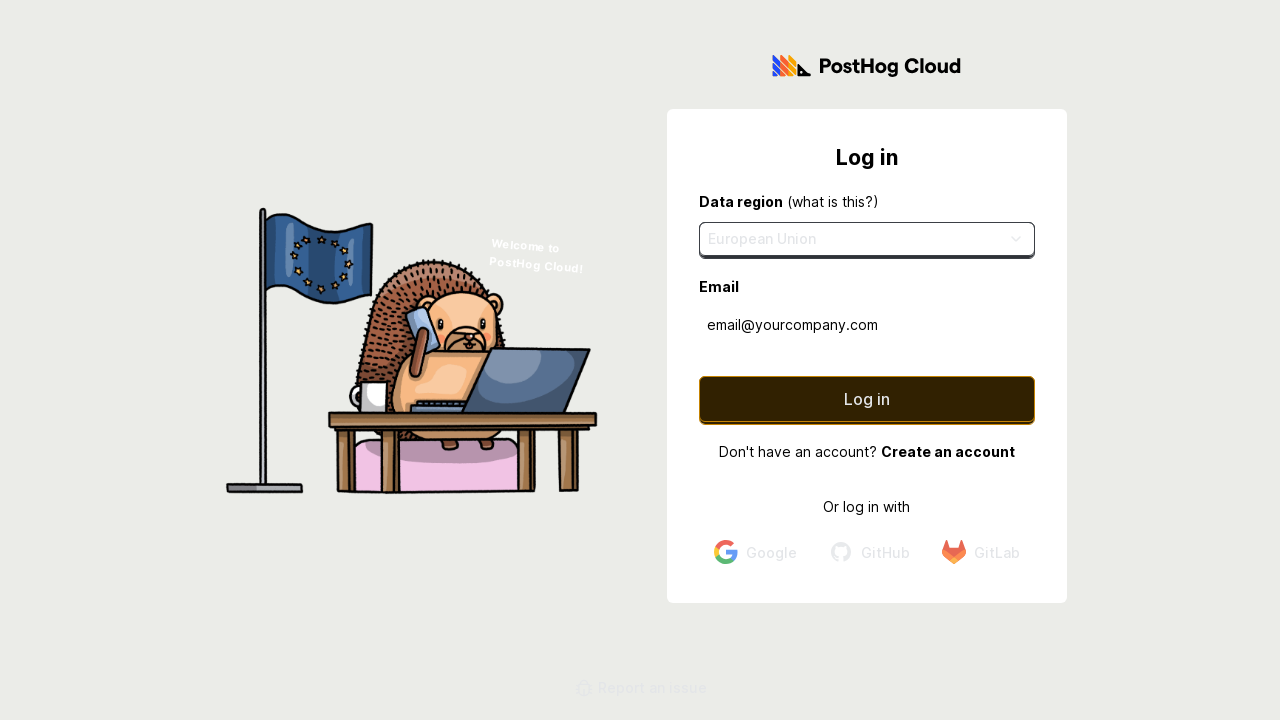 PostHog Cloud
Log in
Data region (what is this?)
European Union
Welcome to
PostHog Cloud!
Email
email@yourcompany.com
Log in
Don't have an account? Create an account
Or log in with
Google
GitHub
GitLab
Report an issue